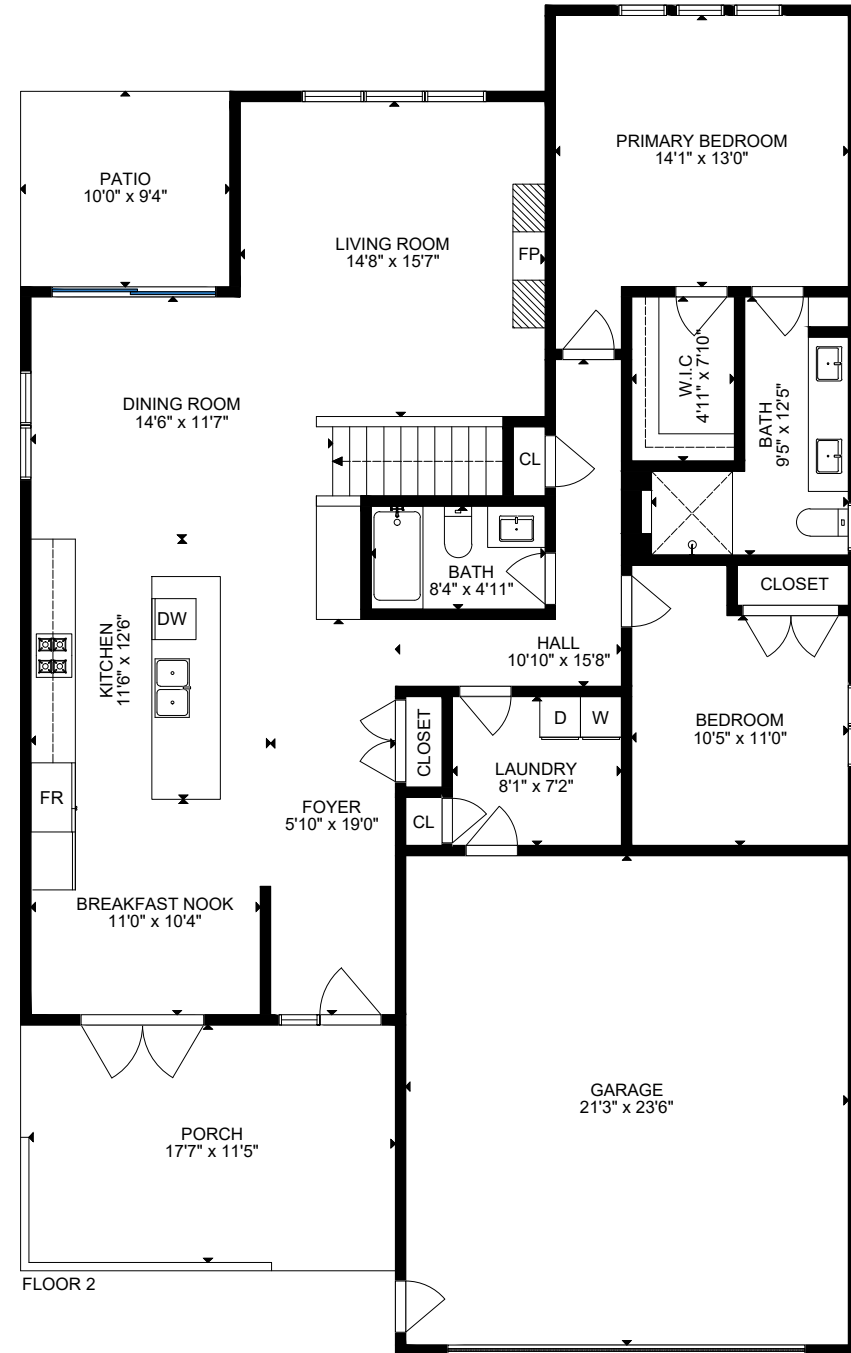 PRIMARY BEDROOM
14'1" x 13'0"
PATIO
10'0" x 9'4"
LIVING ROOM
14'8" x 15'7"
FP
W.I.C
4'11" x 7'10"
DINING ROOM
14'6" x 11'7"
BATH
9'5" x 12'5"
CL
BATH
8'4" x 4'11"
CLOSET
DW
KITCHEN
11'6" x 12'6"
HALL
10'10" x 15'8"
D
W
BEDROOM
10'5" x 11'0"
CLOSET
LAUNDRY
8'1" x 7'2"
FR
FOYER
5'10" x 19'0"
CL
BREAKFAST NOOK
11'0" x 10'4"
GARAGE
21'3" x 23'6"
PORCH
17'7" x 11'5"
FLOOR 2